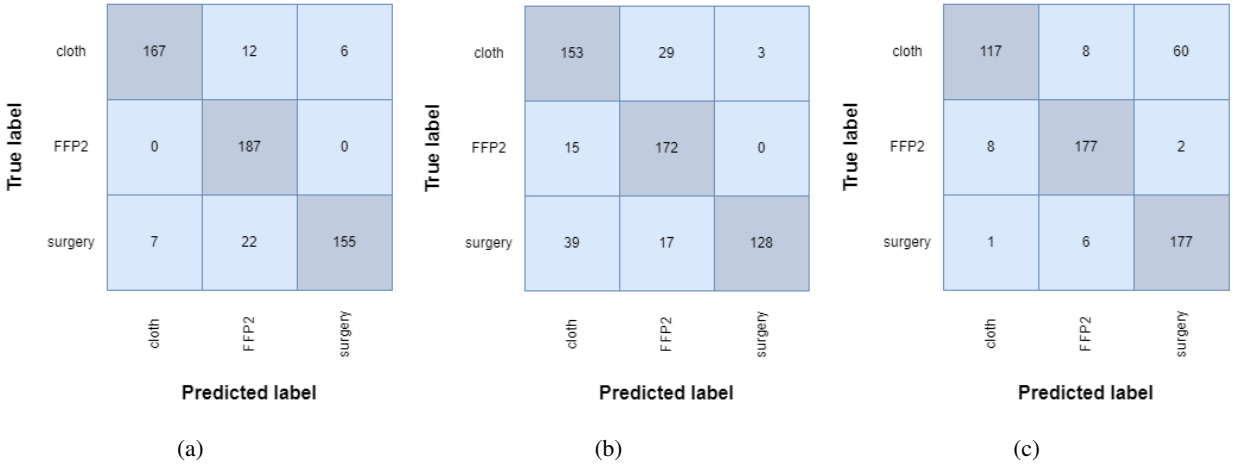 True label
cloth 167 12 6
FFP2 0 187 0
surgery 7 22 155
cloth FFP2 surgery
Predicted label
(a)
True label
cloth 153 29 3
FFP2 15 172 0
surgery 39 17 128
cloth FFP2 surgery
Predicted label
(b)
True label
cloth 117 8 60
FFP2 8 177 2
surgery 1 6 177
cloth FFP2 surgery
Predicted label
(c)